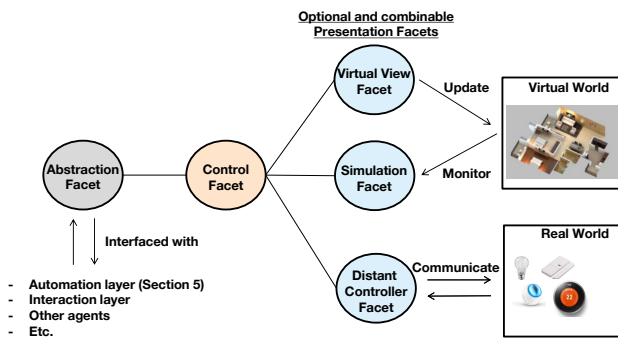 Optional and combinable
Presentation Facets
Virtual View
Facet
Update
Virtual World
Abstraction
Facet
Control
Facet
Simulation
Facet
Monitor
Interfaced with
Real World
- Automation layer (Section 5)
- Interaction layer
- Other agents
- Etc.
Distant
Controller
Facet
Communicate
22